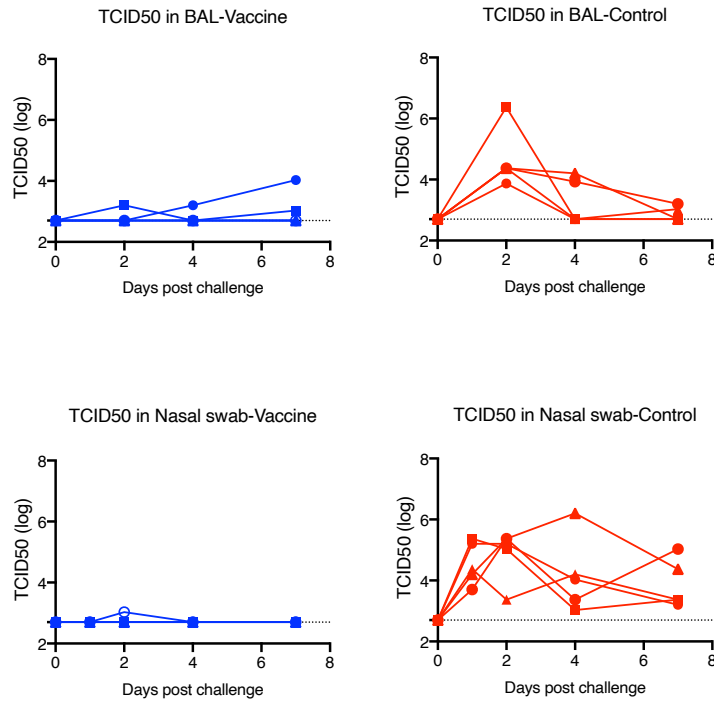 TCID50 in BAL-Vaccine
TCID50 (log)
8
6
4
2
0 2 4 6 8
Days post challenge
TCID50 in BAL-Control
TCID50 (log)
8
6
4
2
0 2 4 6 8
Days post challenge
TCID50 in Nasal swab-Vaccine
TCID50 (log)
8
6
4
2
0 2 4 6 8
Days post challenge
TCID50 in Nasal swab-Control
TCID50 (log)
8
6
4
2
0 2 4 6 8
Days post challenge